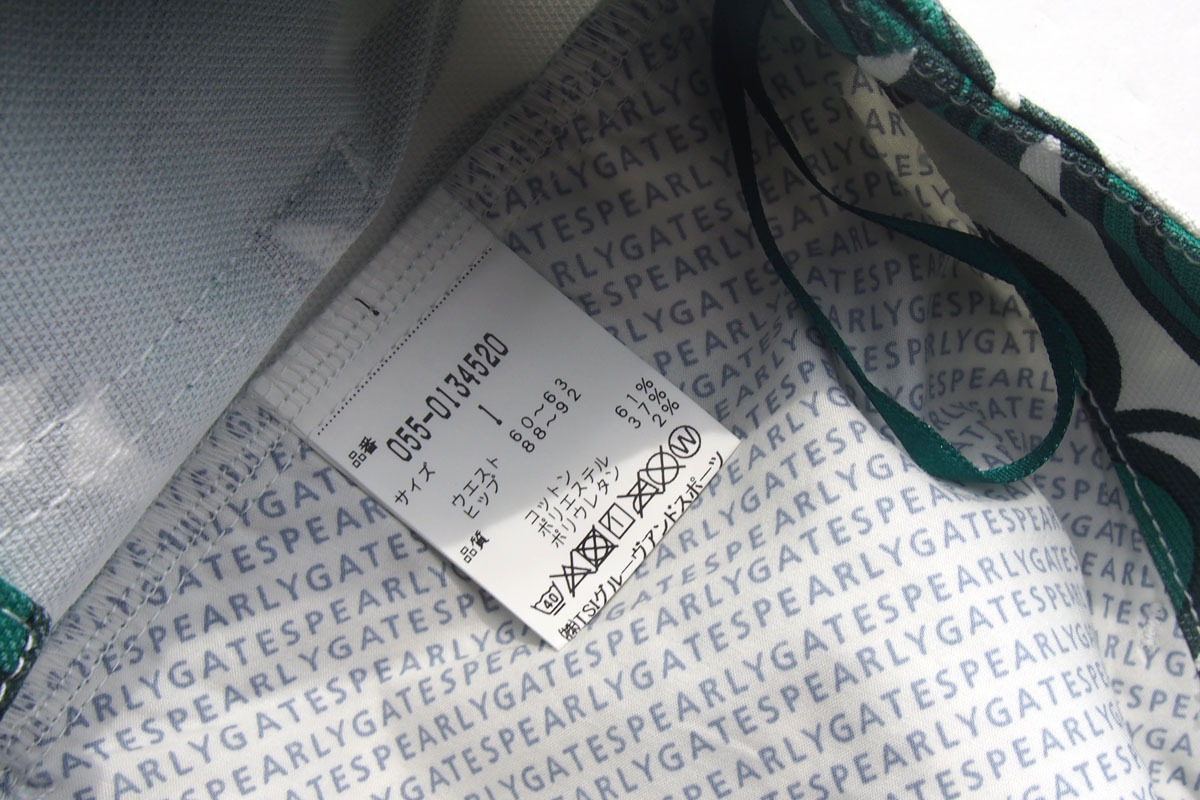 品番 055-0134520
サイズ 1
ウエスト 60~63
ヒップ 88~92
品質 コットン 61%
ポリエステル 37%
ポリウレタン 2%
40 W
㈱TSIグルーヴアンドスポーツ
PEARLYGATESPEARLYGATESPEARLYGATES